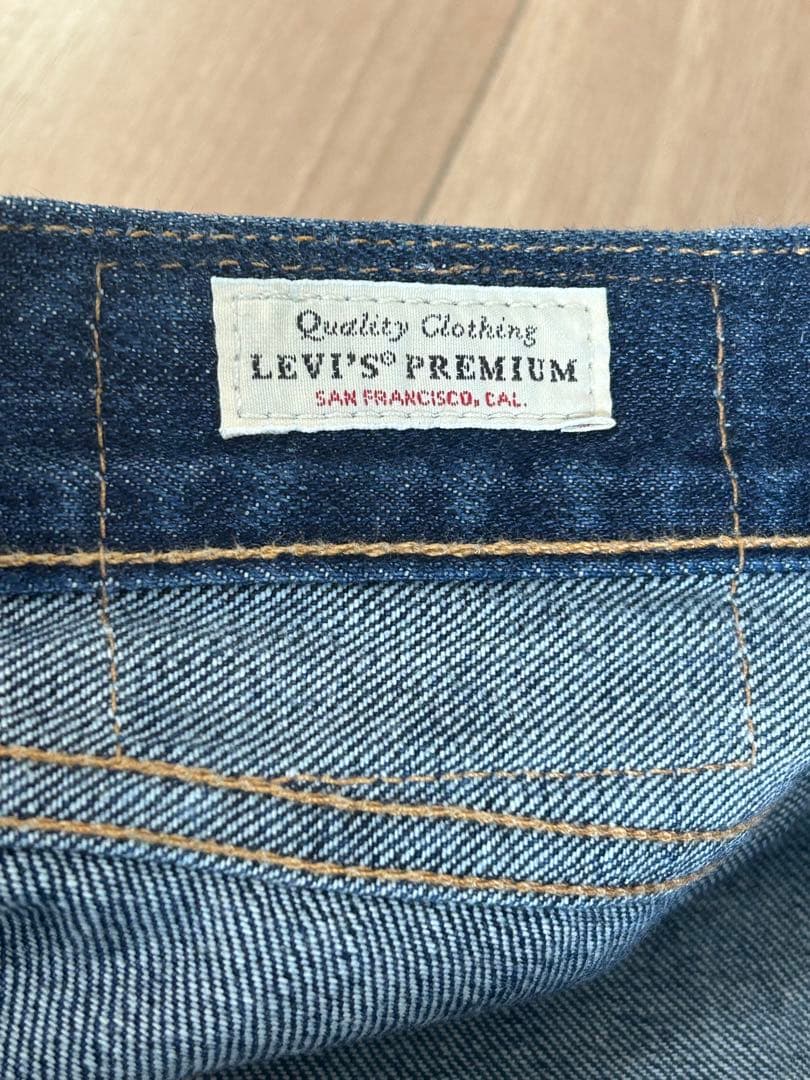 Quality Clothing
LEVI'S® PREMIUM
SAN FRANCISCO, CAL.